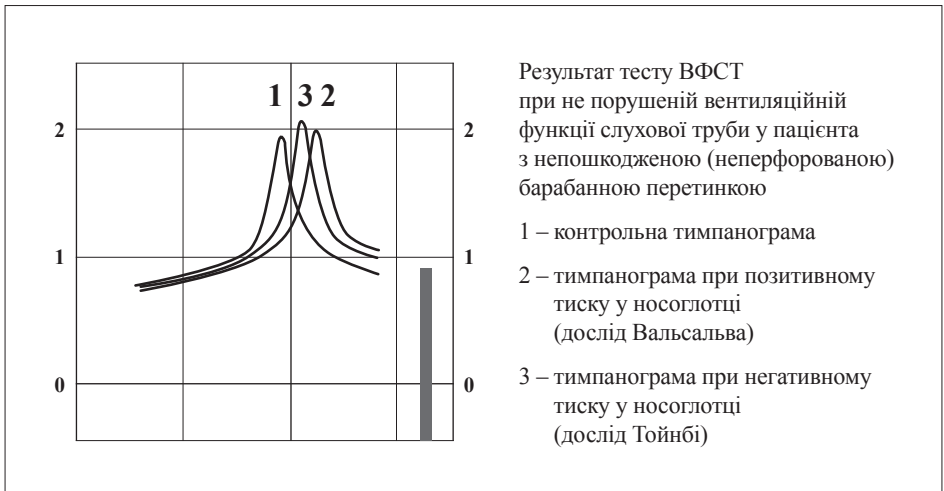 1 3 2
2 2
1 1
0 0
Результат тесту ВФСТ
при не порушеній вентиляційній
функції слухової труби у пацієнта
з непошкодженою (неперфорованою)
барабанною перетинкою
1 – контрольна тимпанограма
2 – тимпанограма при позитивному
тиску у носоглотці
(дослід Вальсальва)
3 – тимпанограма при негативному
тиску у носоглотці
(дослід Тойнбі)